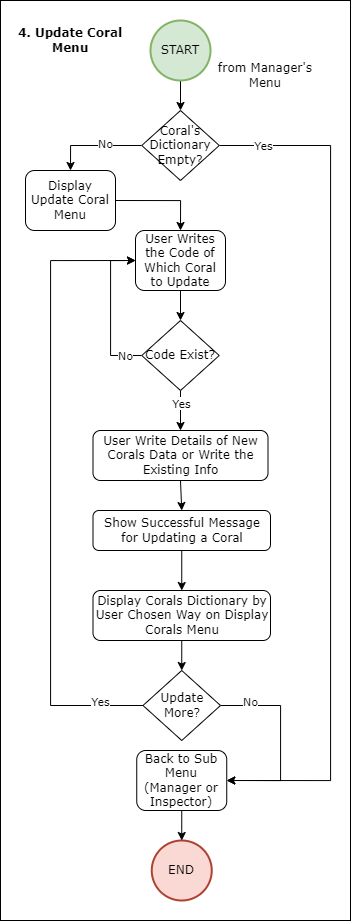 4. Update Coral
Menu
START
from Manager's
Menu
Coral's
Dictionary
Empty?
No
Yes
Display
Update Coral
Menu
User Writes
the Code of
Which Coral
to Update
Code Exist?
No
Yes
User Write Details of New
Corals Data or Write the
Existing Info
Show Successful Message
for Updating a Coral
Display Corals Dictionary by
User Chosen Way on Display
Corals Menu
Update
More?
Yes
No
Back to Sub
Menu
(Manager or
Inspector)
END